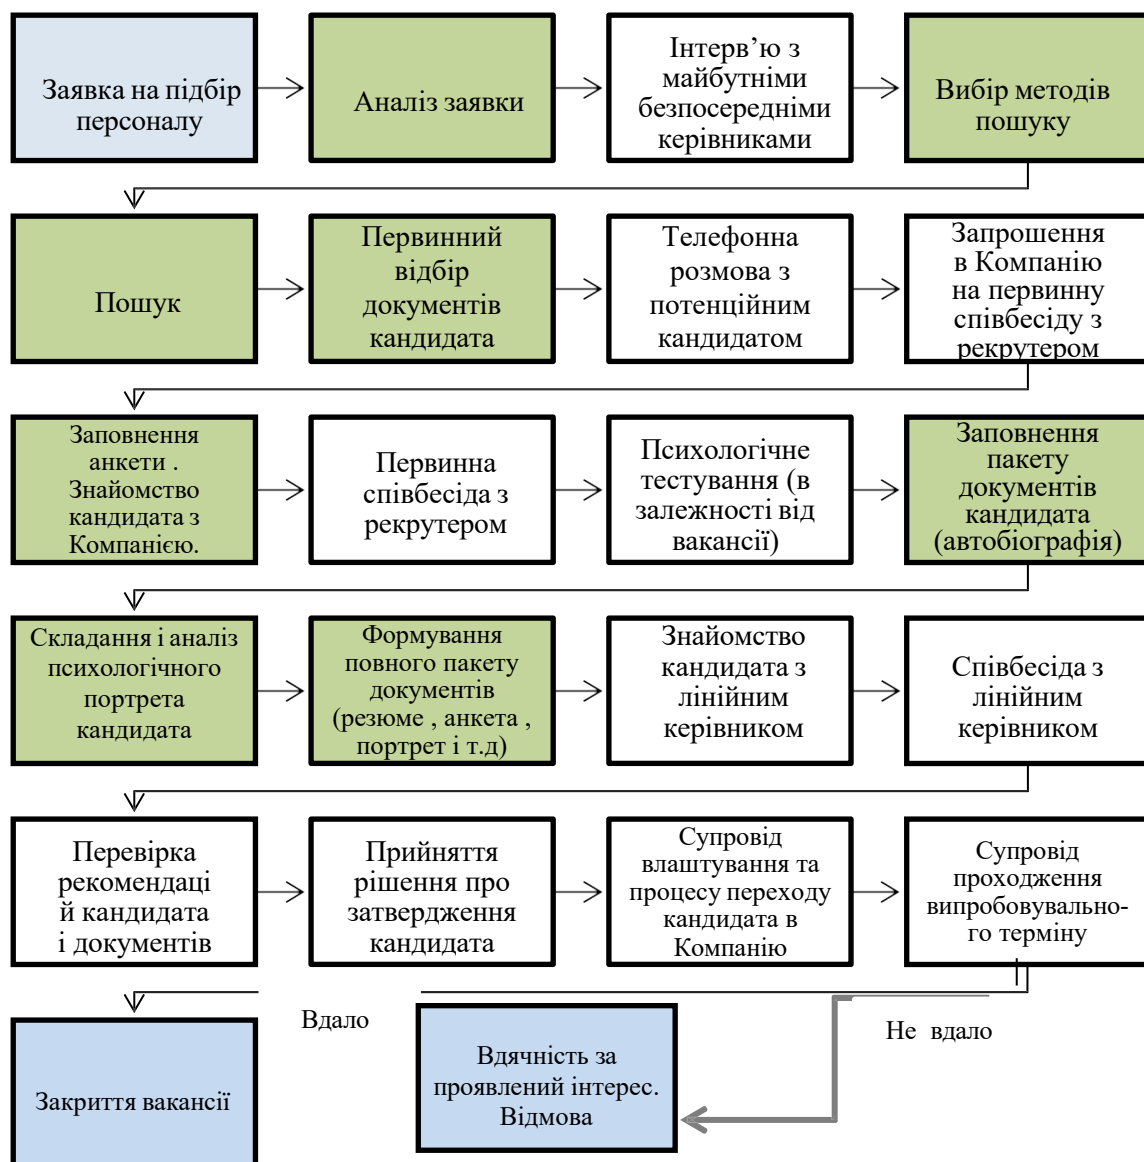 Заявка на підбір
персоналу
Аналіз заявки
Інтерв’ю з
майбутніми
безпосередніми
керівниками
Вибір методів
пошуку
Пошук
Первинний
відбір
документів
кандидата
Телефонна
розмова з
потенційним
кандидатом
Запрошення
в Компанію
на первинну
співбесіду з
рекрутером
Заповнення
анкети .
Знайомство
кандидата з
Компанією.
Первинна
співбесіда з
рекрутером
Психологічне
тестування (в
залежності від
вакансії)
Заповнення
пакету
документів
кандидата
(автобіографія)
Складання і аналіз
психологічного
портрета
кандидата
Формування
повного пакету
документів
(резюме , анкета ,
портрет і т.д)
Знайомство
кандидата з
лінійним
керівником
Співбесіда з
лінійним
керівником
Перевірка
рекомендаці
й кандидата
і документів
Прийняття
рішення про
затвердження
кандидата
Супровід
влаштування та
процесу переходу
кандидата в
Компанію
Супровід
проходження
випробовувально-
го терміну
Вдало
Не вдало
Закриття вакансії
Вдячність за
проявлений інтерес.
Відмова